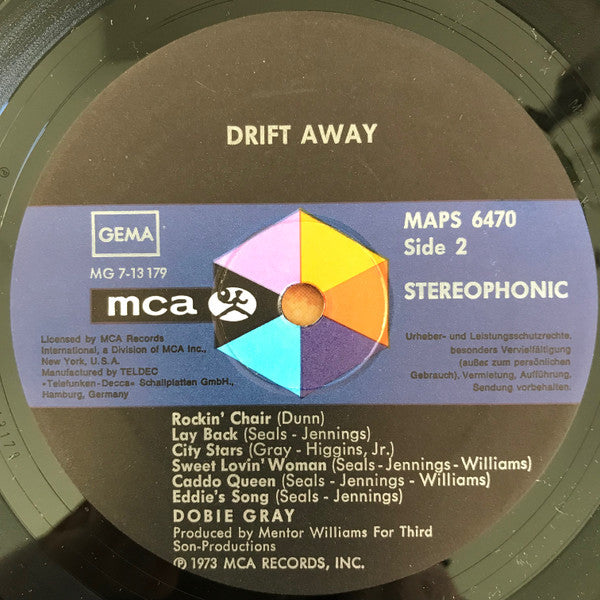 DRIFT AWAY
GEMA
MG 7-13 179
mca
MAPS 6470
Side 2
STEREOPHONIC
Licensed by MCA Records
International, a Division of MCA Inc.,
New York, U.S.A.
Manufactured by TELDEC
»Telefunken-Decca« Schallplatten GmbH.,
Hamburg, Germany
Urheber- und Leistungsschutzrechte,
besonders Vervielfältigung
(außer zum persönlichen
Gebrauch), Vermietung, Aufführung,
Sendung vorbehalten.
Rockin' Chair (Dunn)
Lay Back (Seals - Jennings)
City Stars (Gray - Higgins, Jr.)
Sweet Lovin' Woman (Seals - Jennings - Williams)
Caddo Queen (Seals - Jennings - Williams)
Eddie's Song (Seals - Jennings)
DOBIE GRAY
Produced by Mentor Williams For Third
Son-Productions
℗ 1973 MCA RECORDS, INC.